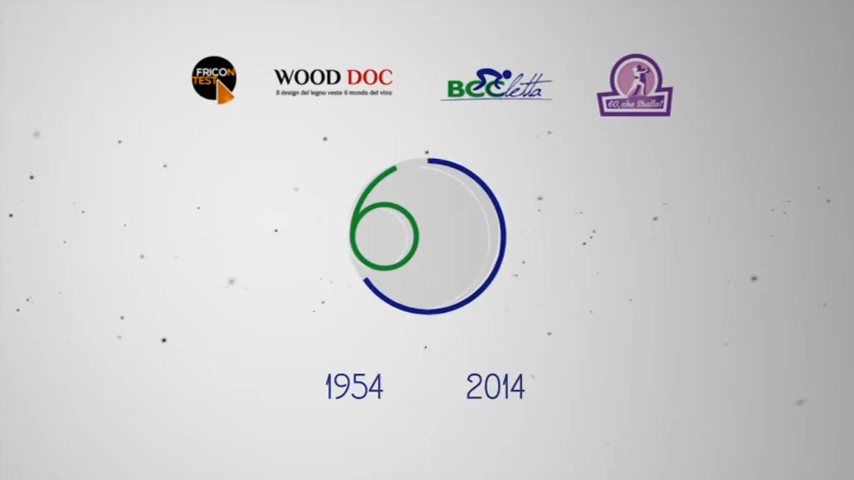 FRICON
TEST
WOOD DOC
Il design del legno veste il mondo del vino
BCCletta
60, che Sballo!
60
1954 2014